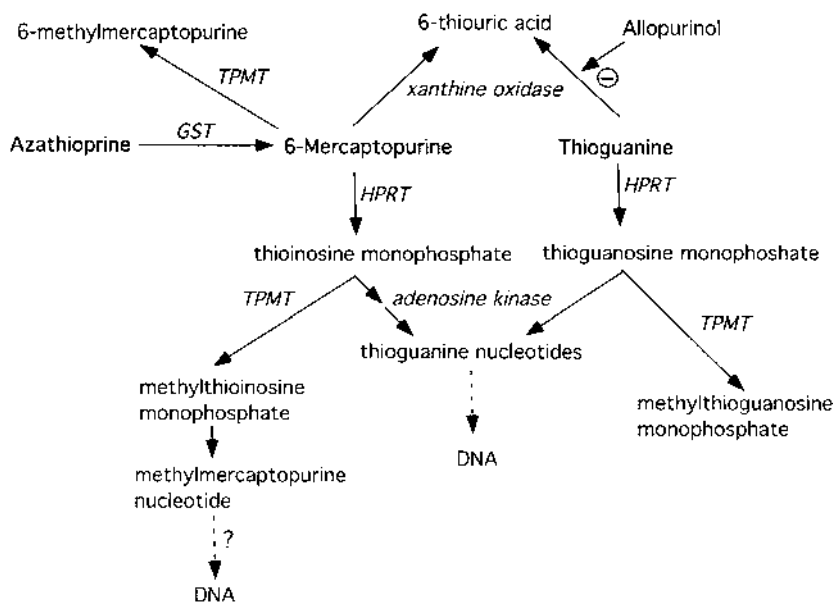 6-thiouric acid
Allopurinol
6-methylmercaptopurine
TPMT
xanthine oxidase
−
GST
Azathioprine
6-Mercaptopurine
Thioguanine
HPRT
HPRT
thioinosine monophosphate
thioguanosine monophoshate
TPMT
adenosine kinase
TPMT
thioguanine nucleotides
methylthioinosine
monophosphate
methylthioguanosine
monophosphate
DNA
methylmercaptopurine
nucleotide
?
DNA